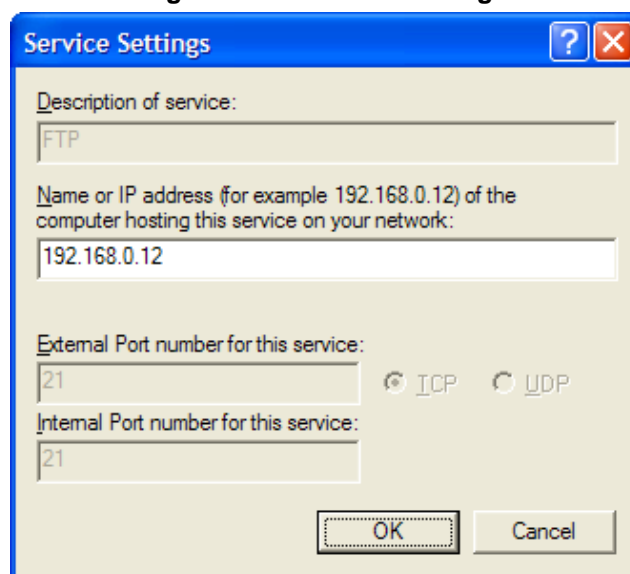 Service Settings
Description of service:
FTP
Name or IP address (for example 192.168.0.12) of the
computer hosting this service on your network:
192.168.0.12
External Port number for this service:
21 TCP UDP
Internal Port number for this service:
21
OK Cancel